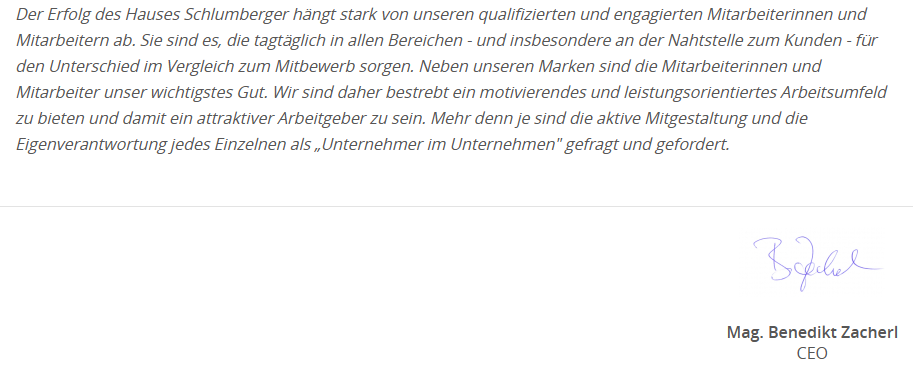 Der Erfolg des Hauses Schlumberger hängt stark von unseren qualifizierten und engagierten Mitarbeiterinnen und
Mitarbeitern ab. Sie sind es, die tagtäglich in allen Bereichen - und insbesondere an der Nahtstelle zum Kunden - für
den Unterschied im Vergleich zum Mitbewerb sorgen. Neben unseren Marken sind die Mitarbeiterinnen und
Mitarbeiter unser wichtigstes Gut. Wir sind daher bestrebt ein motivierendes und leistungsorientiertes Arbeitsumfeld
zu bieten und damit ein attraktiver Arbeitgeber zu sein. Mehr denn je sind die aktive Mitgestaltung und die
Eigenverantwortung jedes Einzelnen als „Unternehmer im Unternehmen" gefragt und gefordert.
Mag. Benedikt Zacherl
CEO